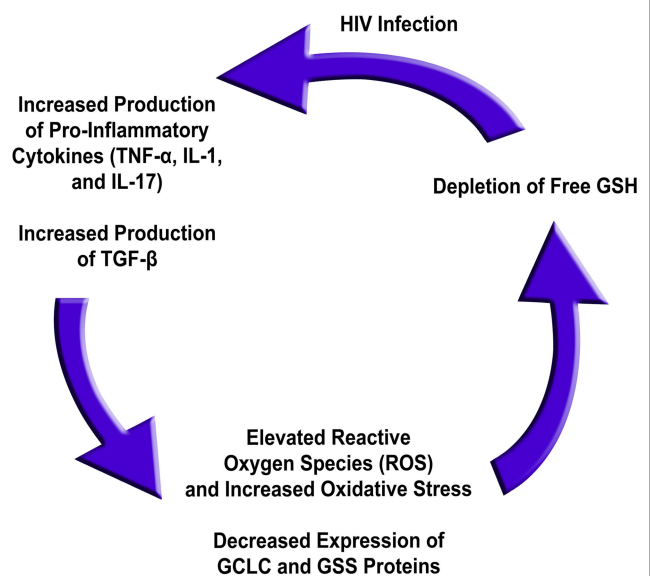 HIV Infection
Increased Production
of Pro-Inflammatory
Cytokines (TNF-α, IL-1,
and IL-17)
Increased Production
of TGF-β
Depletion of Free GSH
Elevated Reactive
Oxygen Species (ROS)
and Increased Oxidative Stress
Decreased Expression of
GCLC and GSS Proteins